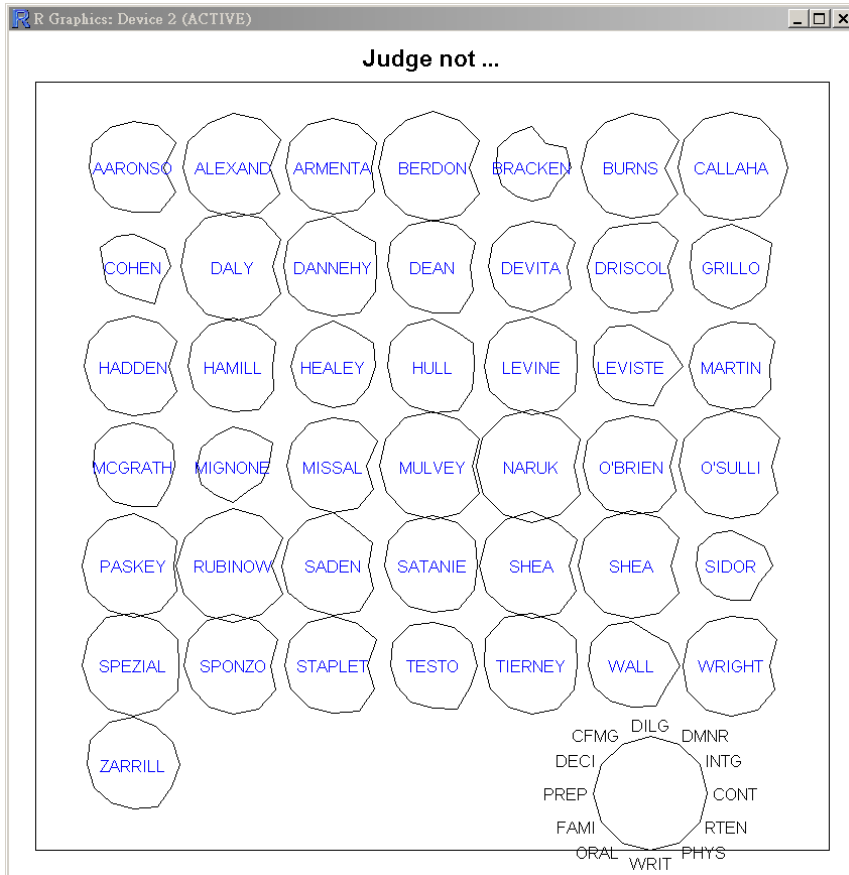 R Graphics: Device 2 (ACTIVE)
Judge not ...
AARONSO ALEXAND ARMENTA BERDON BRACKEN BURNS CALLAHA
COHEN DALY DANNEHY DEAN DEVITA DRISCOL GRILLO
HADDEN HAMILL HEALEY HULL LEVINE LEVISTE MARTIN
MCGRATH MIGNONE MISSAL MULVEY NARUK O'BRIEN O'SULLI
PASKEY RUBINOW SADEN SATANIE SHEA SHEA SIDOR
SPEZIAL SPONZO STAPLET TESTO TIERNEY WALL WRIGHT
ZARRILL
DILG
CFMG DMNR
DECI INTG
PREP CONT
FAMI RTEN
ORAL PHYS
WRIT